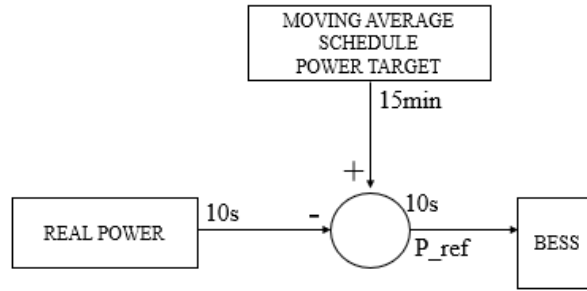 MOVING AVERAGE
SCHEDULE
POWER TARGET
15min
+
10s
10s
-
REAL POWER
P_ref
BESS